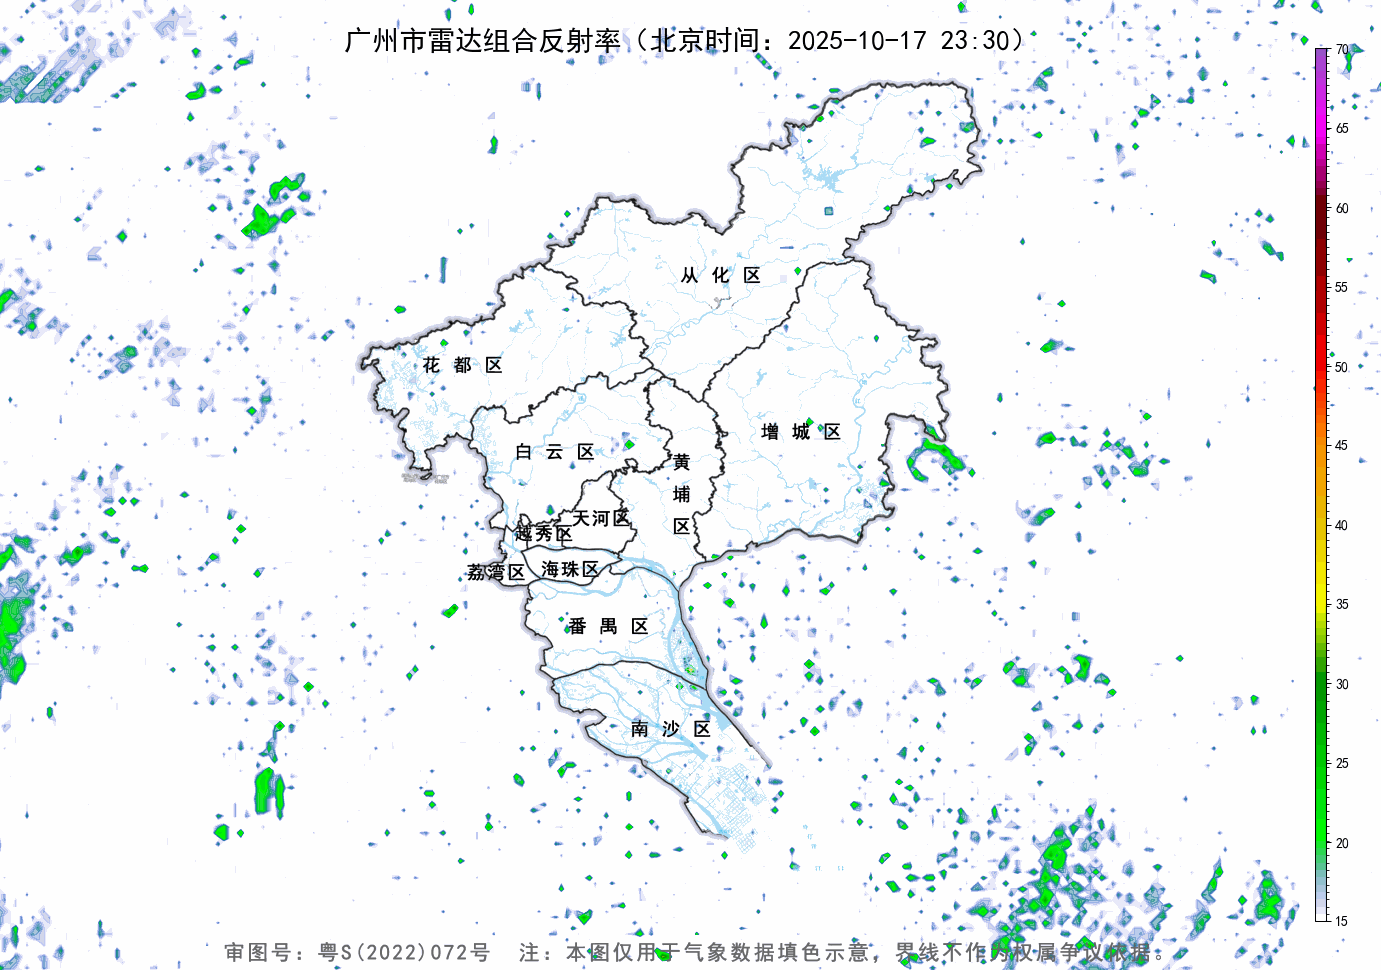 广州市雷达组合反射率（北京时间：2025-10-17 23:30）
70
65
60
55
50
45
40
35
30
25
20
15
从化区
花都区
增城区
白云区
黄埔区
天河区
越秀区
海珠区
荔湾区
番禺区
南沙区
审图号：粤S(2022)072号 注：本图仅用于气象数据填色示意，界线不作为权属争议依据。